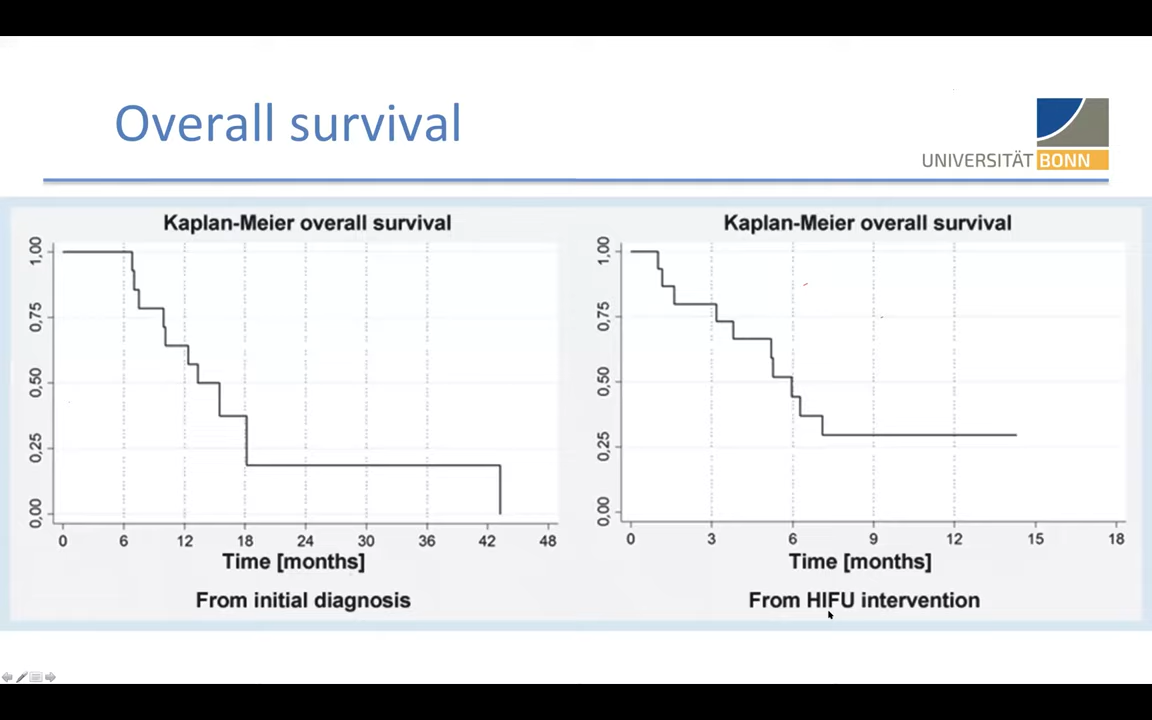 Overall survival
UNIVERSITÄT BONN
Kaplan-Meier overall survival
1,00
0,75
0,50
0,25
0,00
0 6 12 18 24 30 36 42 48
Time [months]
From initial diagnosis
Kaplan-Meier overall survival
1,00
0,75
0,50
0,25
0,00
0 3 6 9 12 15 18
Time [months]
From HIFU intervention